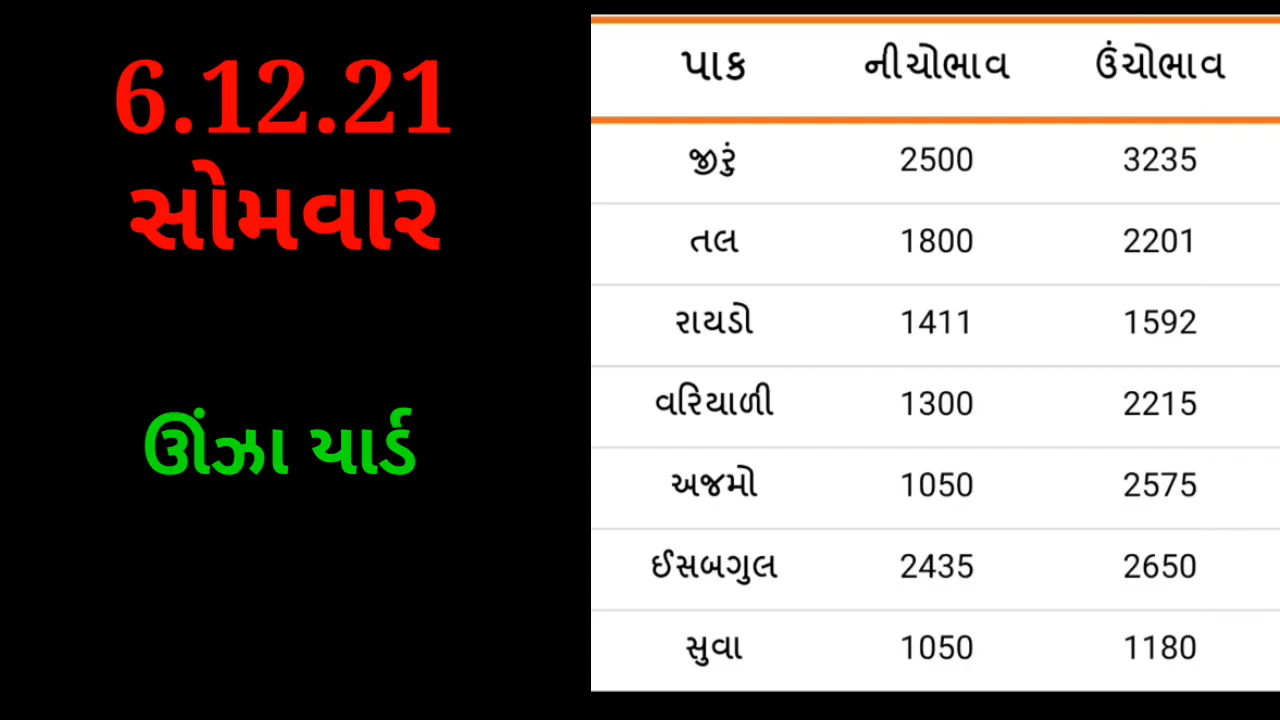 6.12.21
સોમવાર
ઊંઝા યાર્ડ
પાક નીચોભાવ ઉંચોભાવ
જીરું 2500 3235
તલ 1800 2201
રાયડો 1411 1592
વરિયાળી 1300 2215
અજમો 1050 2575
ઈસબગુલ 2435 2650
સુવા 1050 1180